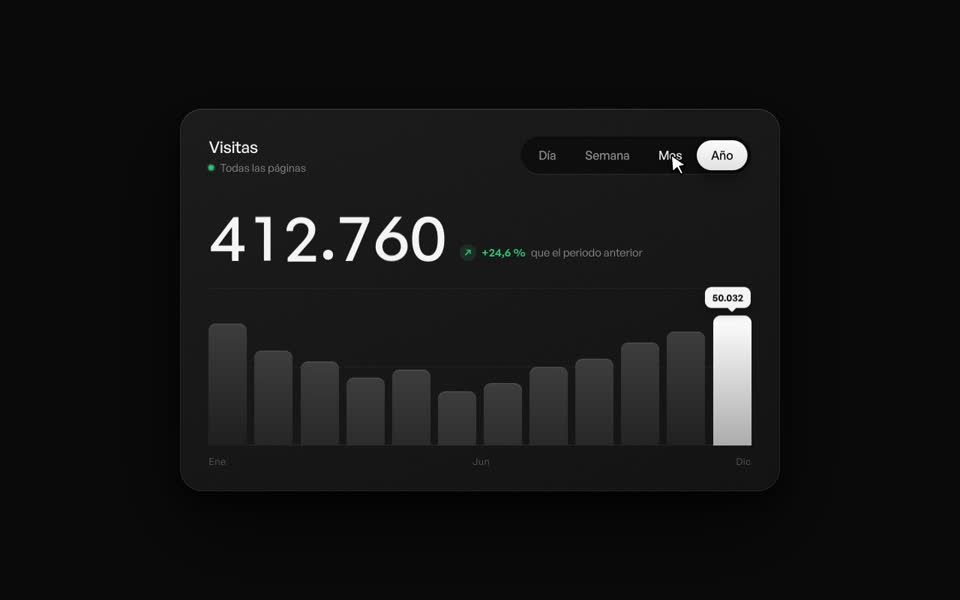 Visitas
Todas las páginas
Día
Semana
Mes
Año
412.760
+24,6 % que el periodo anterior
50.032
Ene
Jun
Dic